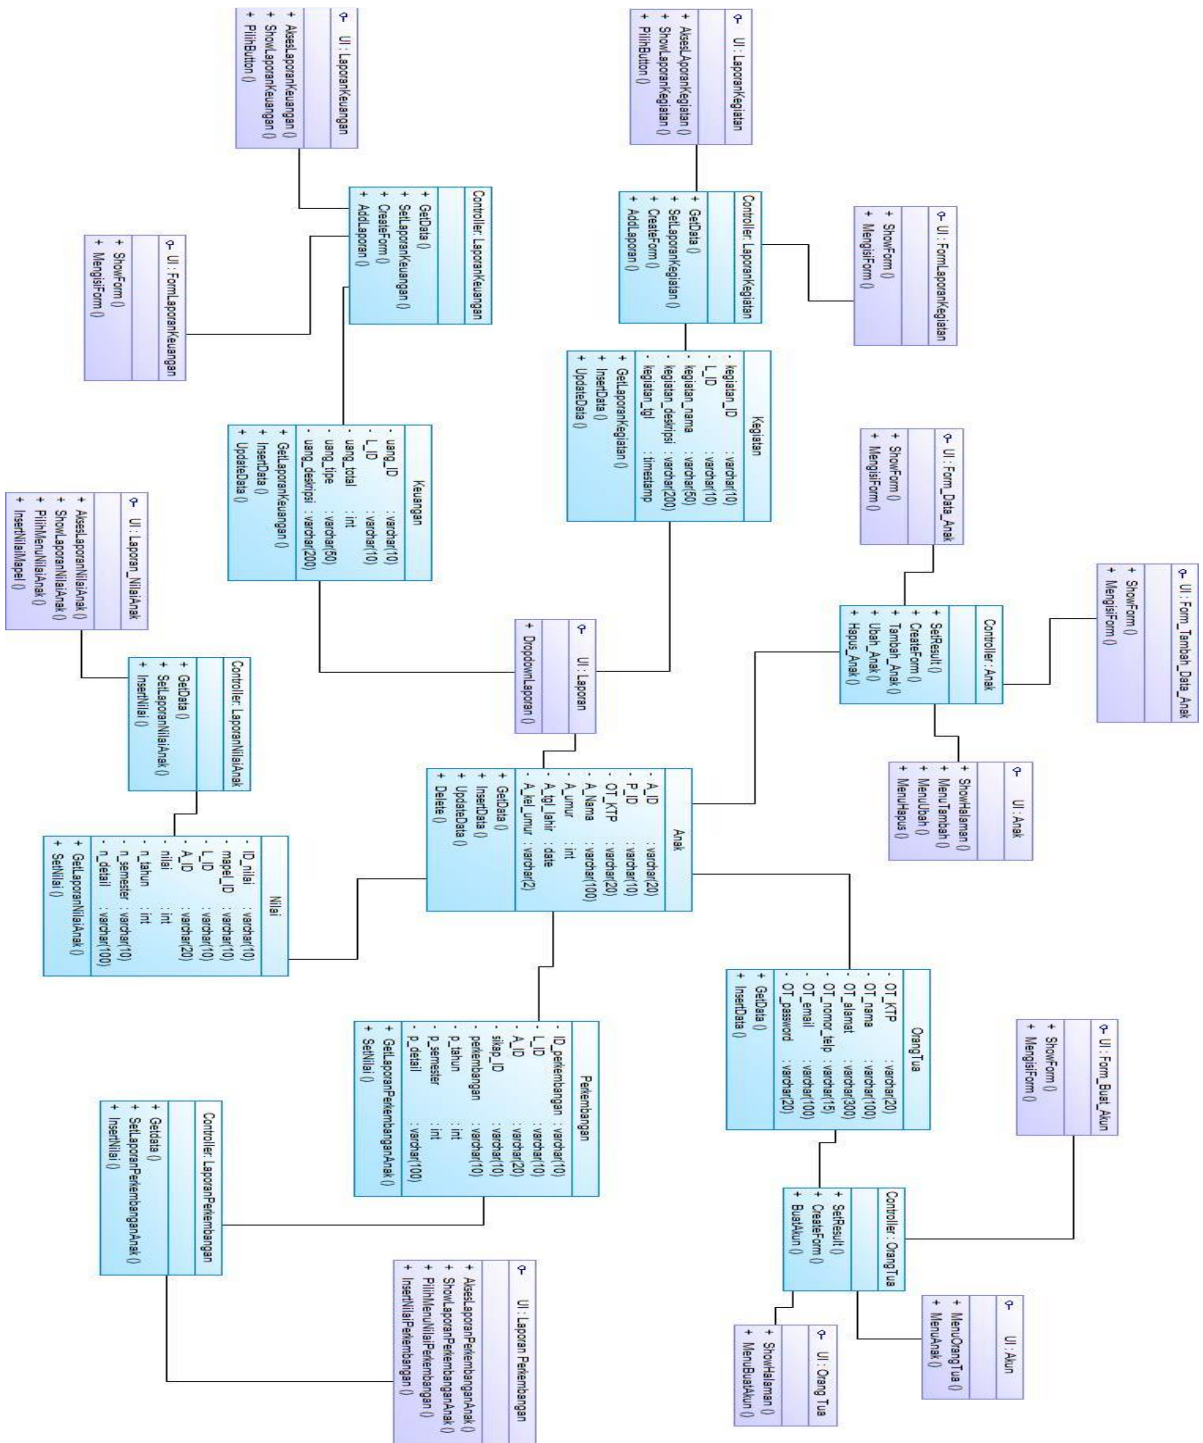 UI : LaporanKeuangan
+ AksesLaporanKeuangan ()
+ ShowLaporanKeuangan ()
+ PilihButton ()
UI : LaporanKegiatan
+ AksesLAporanKegiatan ()
+ ShowLaporanKegiatan ()
+ PilihButton ()
Controller: LaporanKeuangan
+ GetData ()
+ SetLaporanKeuangan ()
+ CreateForm ()
+ AddLaporan ()
Controller: LaporanKegiatan
+ GetData ()
+ SetLaporanKegiatan ()
+ CreateForm ()
+ AddLaporan ()
UI : FormLaporanKegiatan
+ ShowForm ()
+ MengisiForm ()
UI : FormLaporanKeuangan
+ ShowForm ()
+ MengisiForm ()
Kegiatan
- kegiatan_ID : varchar(10)
- L_ID : varchar(10)
- kegiatan_nama : varchar(50)
- kegiatan_deskripsi : varchar(200)
- kegiatan_tgl : timestamp
+ GetLaporanKegiatan ()
+ InsertData ()
+ UpdateData ()
Keuangan
- uang_ID : varchar(10)
- L_ID : varchar(10)
- uang_total : int
- uang_tipe : varchar(50)
- uang_deskripsi : varchar(200)
+ GetLaporanKeuangan ()
+ InsertData ()
+ UpdateData ()
UI : Form_Data_Anak
+ ShowForm ()
+ MengisiForm ()
UI : Laporan_NilaiAnak
+ AksesLaporanNilaiAnak ()
+ ShowLaporanNilaiAnak ()
+ PilihMenuNilaiAnak ()
+ InsertNilaiMapel ()
UI : Form_Tambah_Data_Anak
+ ShowForm ()
+ MengisiForm ()
Controller : Anak
+ SetResult ()
+ CreateForm ()
+ Tambah_Anak ()
+ Ubah_Anak ()
+ Hapus_Anak ()
UI : Laporan
+ DropdownLaporan ()
Controller: LaporanNilaiAnak
+ GetData ()
+ SetLaporanNilaiAnak ()
+ InsertNilai ()
UI : Anak
+ ShowHalaman ()
+ MenuTambah ()
+ MenuUbah ()
+ MenuHapus ()
Anak
- A_ID : varchar(20)
- P_ID : varchar(10)
- OT_KTP : varchar(20)
- A_Nama : varchar(100)
- A_umur : int
- A_tgl_lahir : date
- A_kel_umur : varchar(2)
+ GetData ()
+ InsertData ()
+ UpdateData ()
+ Delete ()
Nilai
- ID_nilai : varchar(10)
- mapel_ID : varchar(10)
- L_ID : varchar(10)
- A_ID : varchar(20)
- nilai : int
- n_tahun : int
- n_semester : varchar(10)
- n_detail : varchar(100)
+ GetLaporanNilaiAnak ()
+ SetNilai ()
OrangTua
- OT_KTP : varchar(20)
- OT_nama : varchar(100)
- OT_alamat : varchar(300)
- OT_nomor_telp : varchar(15)
- OT_email : varchar(100)
- OT_password : varchar(20)
+ GetData ()
+ InsertData ()
Perkembangan
- ID_perkembangan : varchar(10)
- L_ID : varchar(10)
- A_ID : varchar(20)
- sikap_ID : varchar(10)
- perkembangan : varchar(10)
- p_tahun : int
- p_semester : int
- p_detail : varchar(100)
+ GetLaporanPerkembanganAnak ()
+ SetNilai ()
UI : Form_Buat_Akun
+ ShowForm ()
+ MengisiForm ()
Controller: LaporanPerkembangan
+ Getdata ()
+ SetLaporanPerkembanganAnak ()
+ InsertNilai ()
Controller : OrangTua
+ SetResult ()
+ CreateForm ()
+ BuatAkun ()
UI : Laporan Perkembangan
+ AksesLaporanPerkembanganAnak ()
+ ShowLaporanPerkembanganAnak ()
+ PilihMenuNilaiPerkembangan ()
+ InsertNilaiPerkembangan ()
UI : Akun
+ MenuOrangTua ()
+ MenuAnak ()
UI : Orang Tua
+ ShowHalaman ()
+ MenuBuatAkun ()